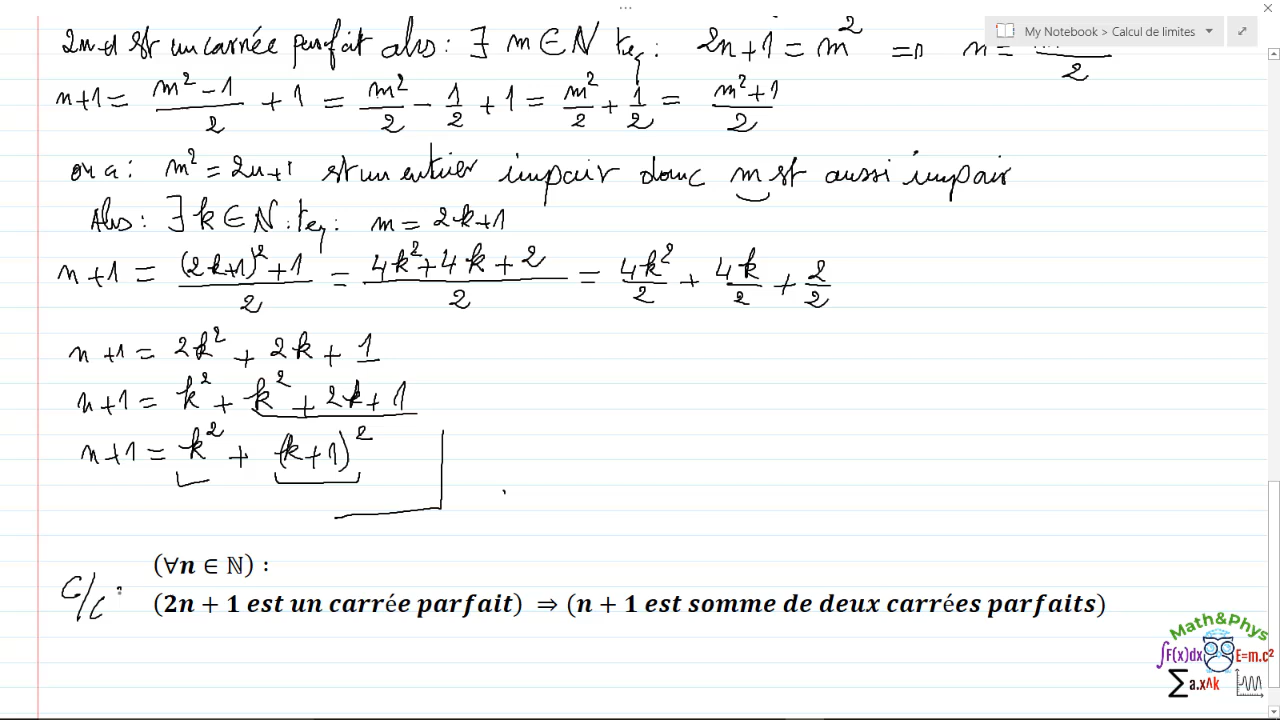 My Notebook > Calcul de limites
2n+1 est un carrée parfait alors : ∃ m ∈ N tq : 2n+1 = m² => n =
2
n+1 = (m²-1)/2 + 1 = m²/2 - 1/2 + 1 = m²/2 + 1/2 = (m²+1)/2
or a : m² = 2n+1 est un entier impair donc m est aussi impair
Alors : ∃ k ∈ N : tq : m = 2k+1
n+1 = ((2k+1)²+1)/2 = (4k²+4k+2)/2 = 4k²/2 + 4k/2 + 2/2
n+1 = 2k² + 2k + 1
n+1 = k² + k² + 2k + 1
n+1 = k² + (k+1)²
C/C :
(∀n ∈ ℕ) :
(2n + 1 est un carrée parfait) ⇒ (n + 1 est somme de deux carrées parfaits)
Math&Phys
∫F(x)dx E=m.c²
∑ a.x^k